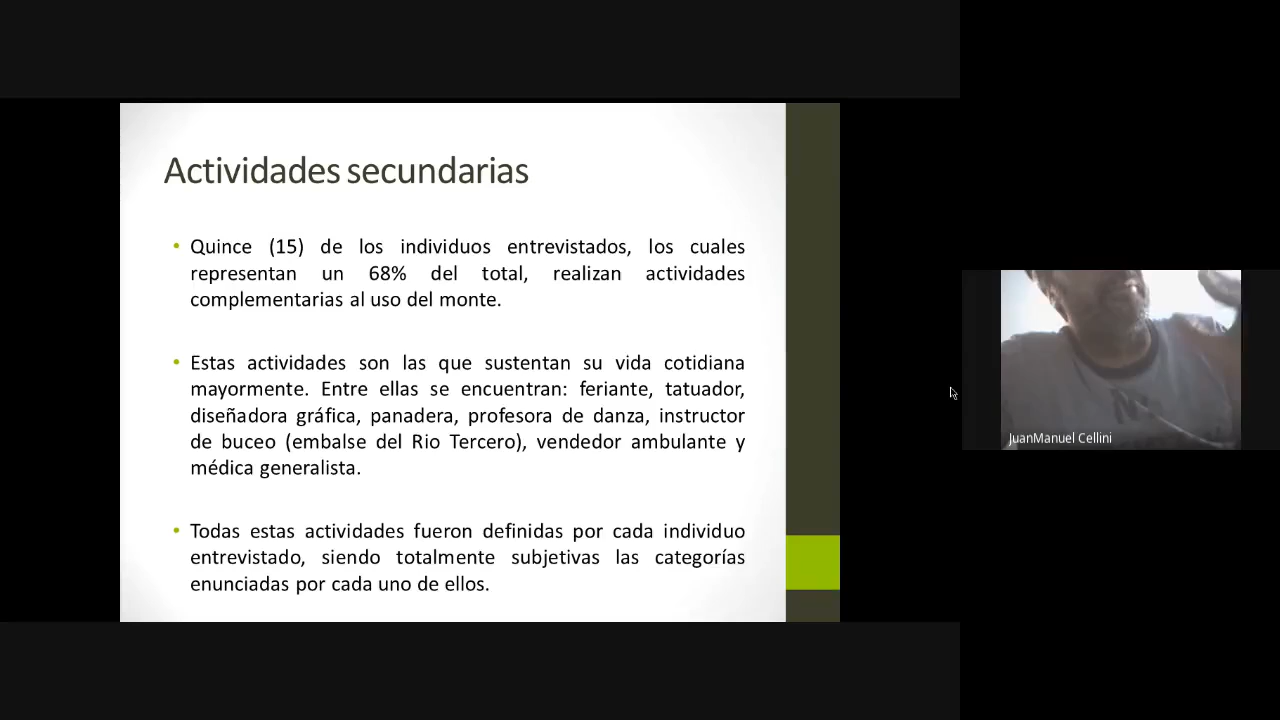 Actividades secundarias
• Quince (15) de los individuos entrevistados, los cuales
representan un 68% del total, realizan actividades
complementarias al uso del monte.
• Estas actividades son las que sustentan su vida cotidiana
mayormente. Entre ellas se encuentran: feriante, tatuador,
diseñadora gráfica, panadera, profesora de danza, instructor
de buceo (embalse del Rio Tercero), vendedor ambulante y
médica generalista.
• Todas estas actividades fueron definidas por cada individuo
entrevistado, siendo totalmente subjetivas las categorías
enunciadas por cada uno de ellos.
JuanManuel Cellini